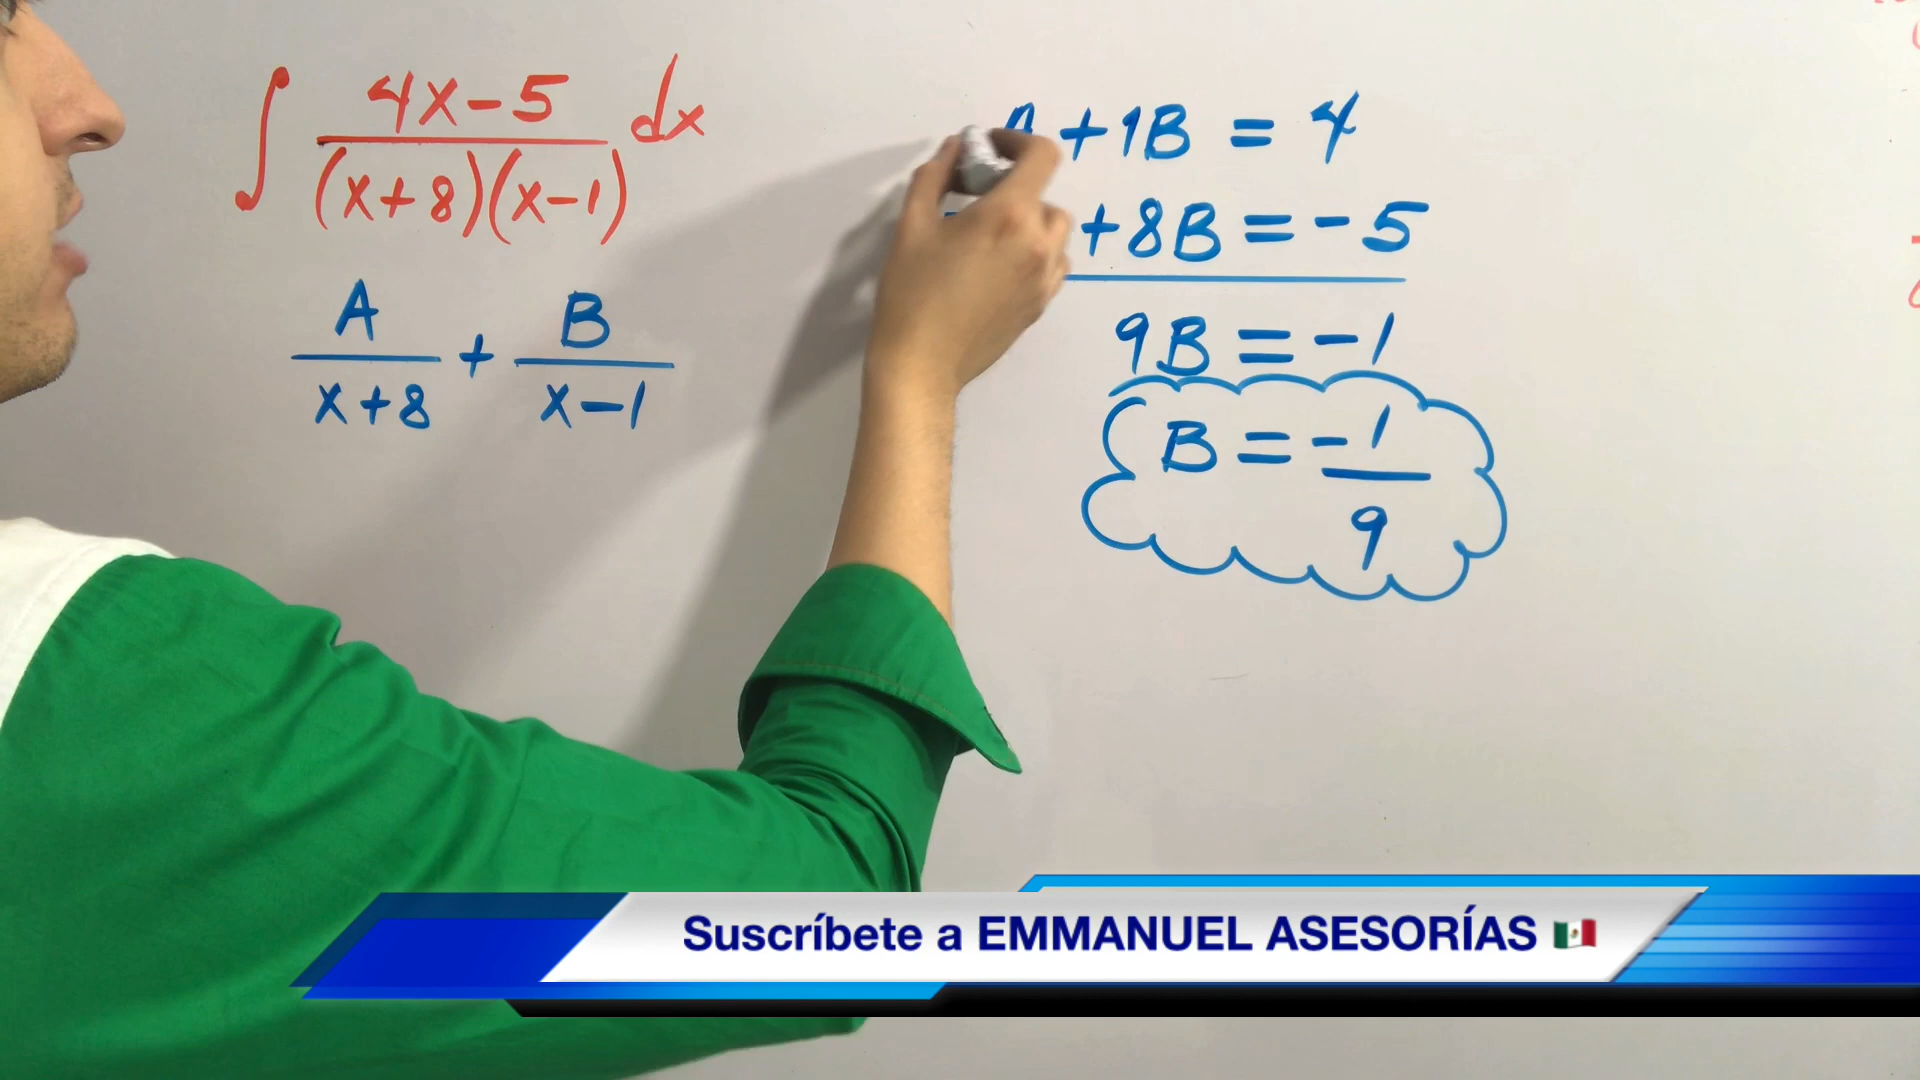 ∫ 4x-5 dx
(x+8)(x-1)
A + B
x+8 x-1
A +1B = 4
+8B = -5
9B = -1
B = -1
9
Suscríbete a EMMANUEL ASESORÍAS 🇲🇽